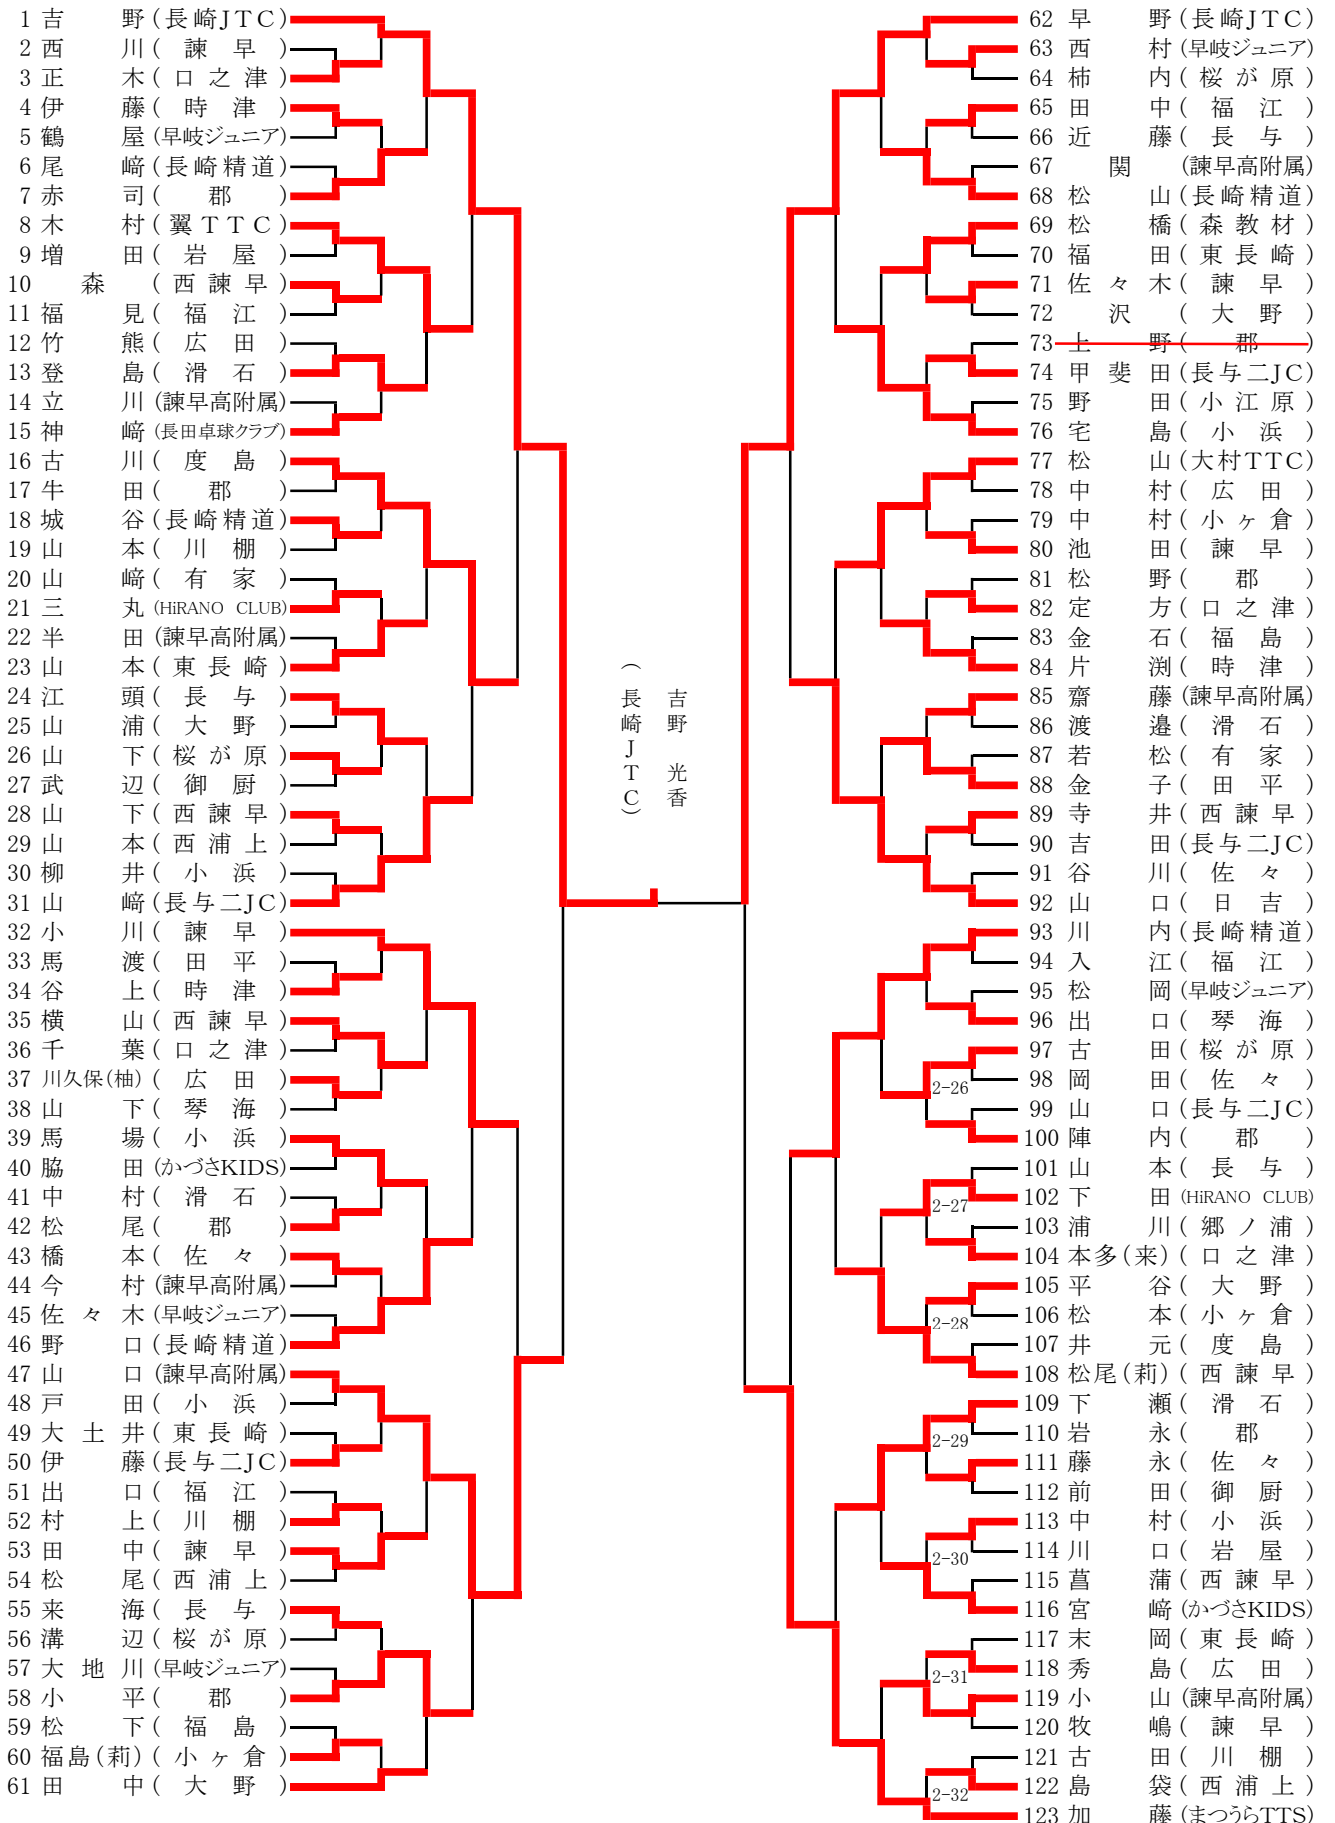 1 吉野(長崎JTC)
2 西川(諫早)
3 正木(口之津)
4 伊藤(時津)
5 鶴屋(早岐ジュニア)
6 尾﨑(長崎精道)
7 赤司(郡)
8 木村(翼TTC)
9 増田(岩屋)
10 森(西諫早)
11 福見(福江)
12 竹熊(広田)
13 登島(滑石)
14 立川(諫早高附属)
15 神﨑(長田卓球クラブ)
16 古川(度島)
17 牛田(郡)
18 城谷(長崎精道)
19 山本(川棚)
20 山﨑(有家)
21 三丸(HiRANO CLUB)
22 半田(諫早高附属)
23 山本(東長崎)
24 江頭(長与)
25 山浦(大野)
26 山下(桜が原)
27 武辺(御厨)
28 山下(西諫早)
29 山本(西浦上)
30 柳井(小浜)
31 山﨑(長与二JC)
32 小川(諫早)
33 馬渡(田平)
34 谷上(時津)
35 横山(西諫早)
36 千葉(口之津)
37 川久保(柚)(広田)
38 山下(琴海)
39 馬場(小浜)
40 脇田(かづさKIDS)
41 中村(滑石)
42 松尾(郡)
43 橋本(佐々)
44 今村(諫早高附属)
45 佐々木(早岐ジュニア)
46 野口(長崎精道)
47 山口(諫早高附属)
48 戸田(小浜)
49 大土井(東長崎)
50 伊藤(長与二JC)
51 出口(福江)
52 村上(川棚)
53 田中(諫早)
54 松尾(西浦上)
55 来海(長与)
56 溝辺(桜が原)
57 大地川(早岐ジュニア)
58 小平(郡)
59 松下(福島)
60 福島(莉)(小ヶ倉)
61 田中(大野)
吉野 光香
(長崎JTC)
62 早野(長崎JTC)
63 西村(早岐ジュニア)
64 柿内(桜が原)
65 田中(福江)
66 近藤(長与)
67 関(諫早高附属)
68 松山(長崎精道)
69 松橋(森教材)
70 福田(東長崎)
71 佐々木(諫早)
72 沢(大野)
73 上野(郡)
74 甲斐田(長与二JC)
75 野田(小江原)
76 宅島(小浜)
77 松山(大村TTC)
78 中村(広田)
79 中村(小ヶ倉)
80 池田(諫早)
81 松野(郡)
82 定方(口之津)
83 金石(福島)
84 片渕(時津)
85 齋藤(諫早高附属)
86 渡邉(滑石)
87 若松(有家)
88 金子(田平)
89 寺井(西諫早)
90 吉田(長与二JC)
91 谷川(佐々)
92 山口(日吉)
93 川内(長崎精道)
94 入江(福江)
95 松岡(早岐ジュニア)
96 出口(琴海)
97 古田(桜が原)
2-26
98 岡田(佐々)
99 山口(長与二JC)
100 陣内(郡)
101 山本(長与)
2-27
102 下田(HiRANO CLUB)
103 浦川(郷ノ浦)
104 本多(来)(口之津)
105 平谷(大野)
2-28
106 松本(小ヶ倉)
107 井元(度島)
108 松尾(莉)(西諫早)
109 下瀬(滑石)
2-29
110 岩永(郡)
111 藤永(佐々)
112 前田(御厨)
113 中村(小浜)
2-30
114 川口(岩屋)
115 菖蒲(西諫早)
116 宮﨑(かづさKIDS)
117 末岡(東長崎)
2-31
118 秀島(広田)
119 小山(諫早高附属)
120 牧嶋(諫早)
121 古田(川棚)
2-32
122 島袋(西浦上)
123 加藤(まつうらTTS)